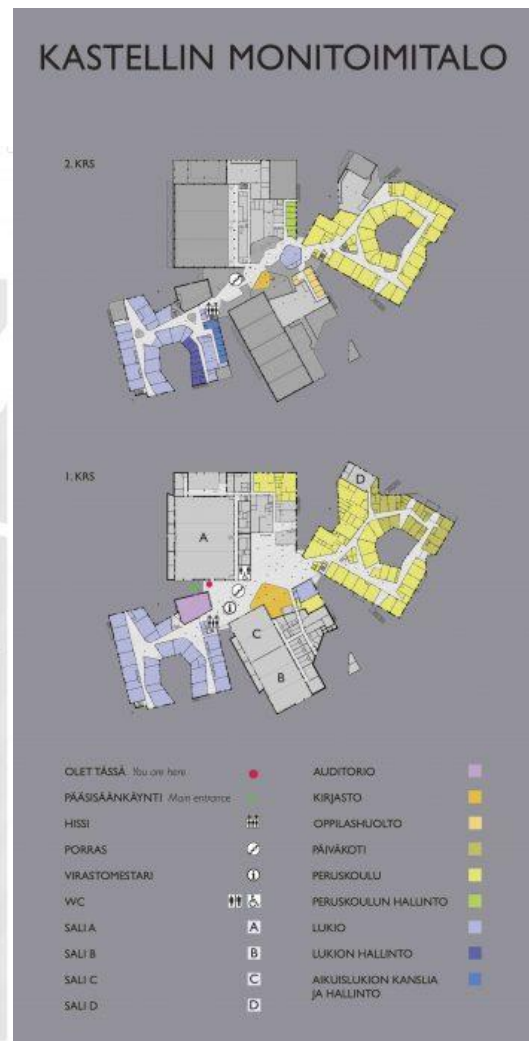 KASTELLIN MONITOIMITALO
2. KRS
1. KRS
D
A
C
B
OLET TÄSSÄ You are here
PÄÄSISÄÄNKÄYNTI Main entrance
HISSI
PORRAS
VIRASTOMESTARI
WC
SALI A A
SALI B B
SALI C C
SALI D D
AUDITORIO
KIRJASTO
OPPILASHUOLTO
PÄIVÄKOTI
PERUSKOULU
PERUSKOULUN HALLINTO
LUKIO
LUKION HALLINTO
AIKUISLUKION KANSLIA
JA HALLINTO